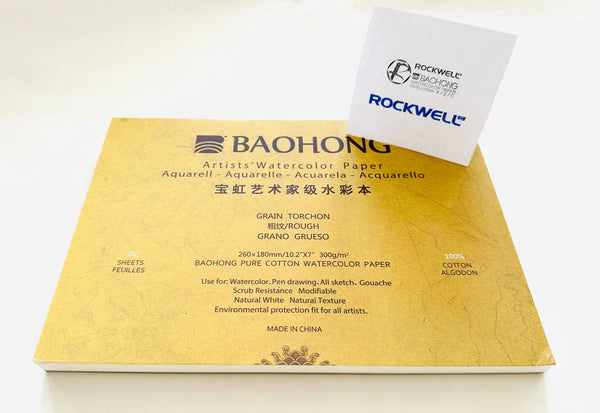 ROCKWELL
BAOHONG
WATERCOLOR PAPER
ROCKWELL
BAOHONG
Artists' Watercolor Paper
Aquarell - Aquarelle - Acuarela - Acquarello
宝虹艺术家级水彩本
GRAIN TORCHON
粗纹/ROUGH
GRANO GRUESO
260×180mm/10.2"X7" 300g/m²
BAOHONG PURE COTTON WATERCOLOR PAPER
20
SHEETS
FEUILLES
100%
COTTON
ALGODON
Use for: Watercolor. Pen drawing. All sketch. Gouache
Scrub Resistance Modifiable
Natural White Natural Texture
Environmental protection fit for all artists.
MADE IN CHINA